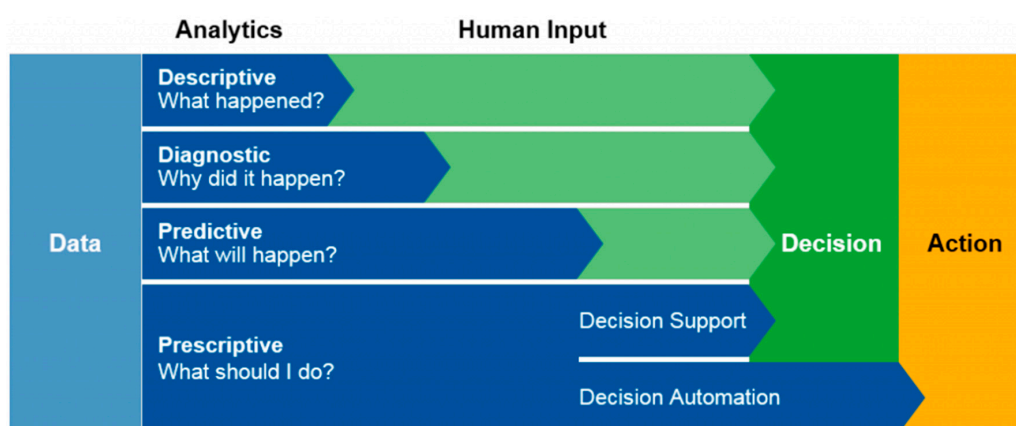 Analytics
Human Input
Data
Descriptive
What happened?
Diagnostic
Why did it happen?
Predictive
What will happen?
Prescriptive
What should I do?
Decision Support
Decision Automation
Decision
Action